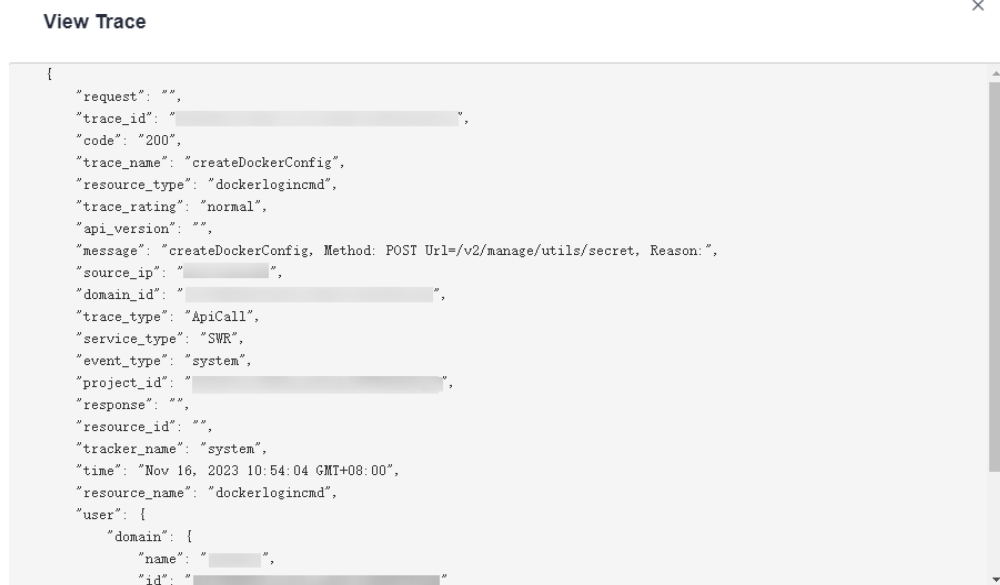 View Trace
{
"request": "",
"trace_id": "",
"code": "200",
"trace_name": "createDockerConfig",
"resource_type": "dockerlogincmd",
"trace_rating": "normal",
"api_version": "",
"message": "createDockerConfig, Method: POST Url=/v2/manage/utils/secret, Reason:",
"source_ip": "",
"domain_id": "",
"trace_type": "ApiCall",
"service_type": "SWR",
"event_type": "system",
"project_id": "",
"response": "",
"resource_id": "",
"tracker_name": "system",
"time": "Nov 16, 2023 10:54:04 GMT+08:00",
"resource_name": "dockerlogincmd",
"user": {
"domain": {
"name": "",
"id": ""